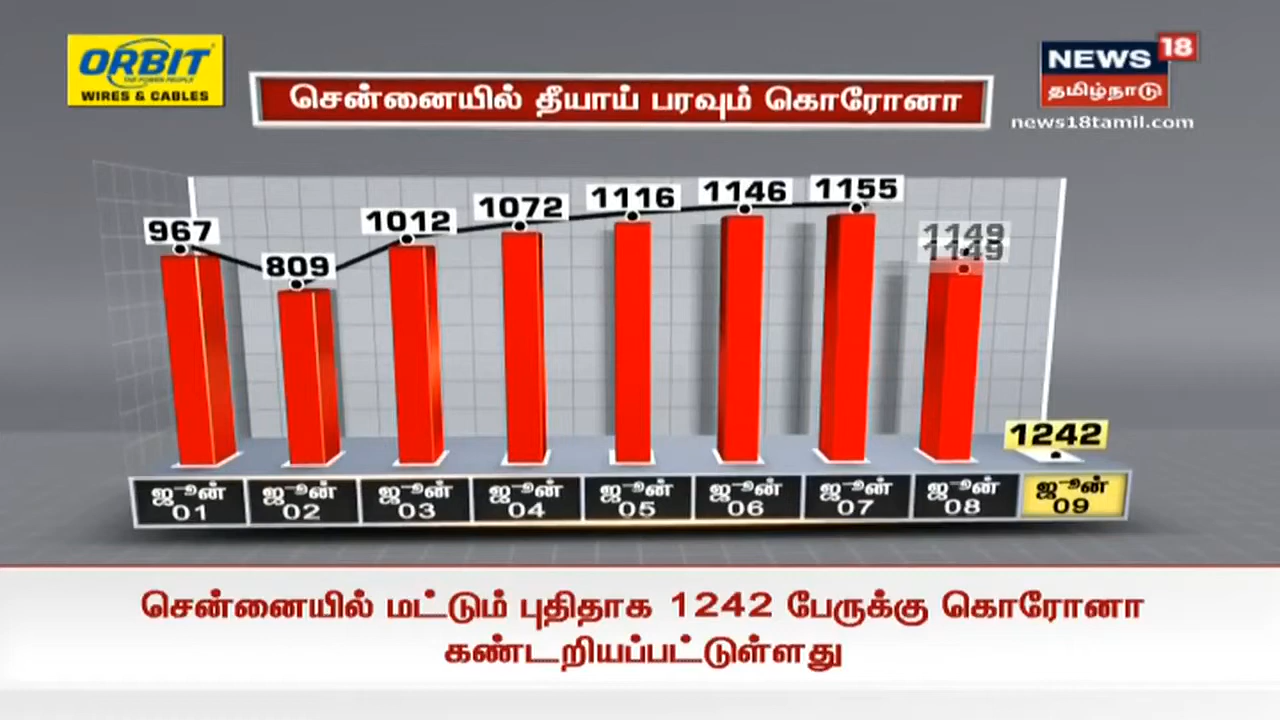 ORBIT
THE POWER PEOPLE
WIRES & CABLES
சென்னையில் தீயாய் பரவும் கொரோனா
NEWS 18
தமிழ்நாடு
news18tamil.com
967
809
1012
1072
1116
1146
1155
1149
1149
1242
ஜூன் 01
ஜூன் 02
ஜூன் 03
ஜூன் 04
ஜூன் 05
ஜூன் 06
ஜூன் 07
ஜூன் 08
ஜூன் 09
சென்னையில் மட்டும் புதிதாக 1242 பேருக்கு கொரோனா
கண்டறியப்பட்டுள்ளது